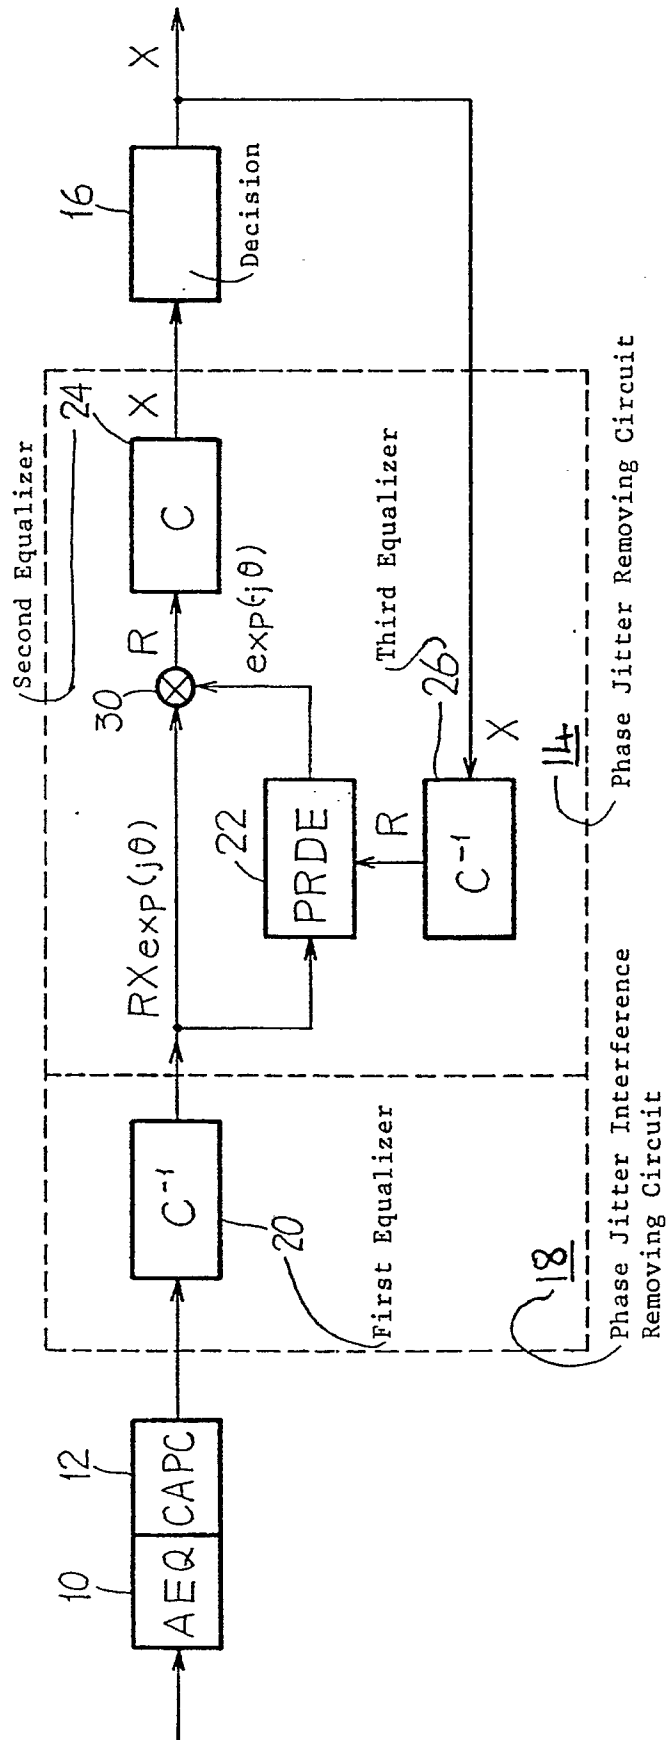 10
AEQ
12
CAPC
20
C⁻¹
First Equalizer
18
Phase Jitter Interference
Removing Circuit
RXexp(jθ)
22
PRDE
R
26
C⁻¹
X
Third Equalizer
30
exp(-jθ)
R
Second Equalizer
24
C
X
14
Phase Jitter Removing Circuit
16
Decision
X